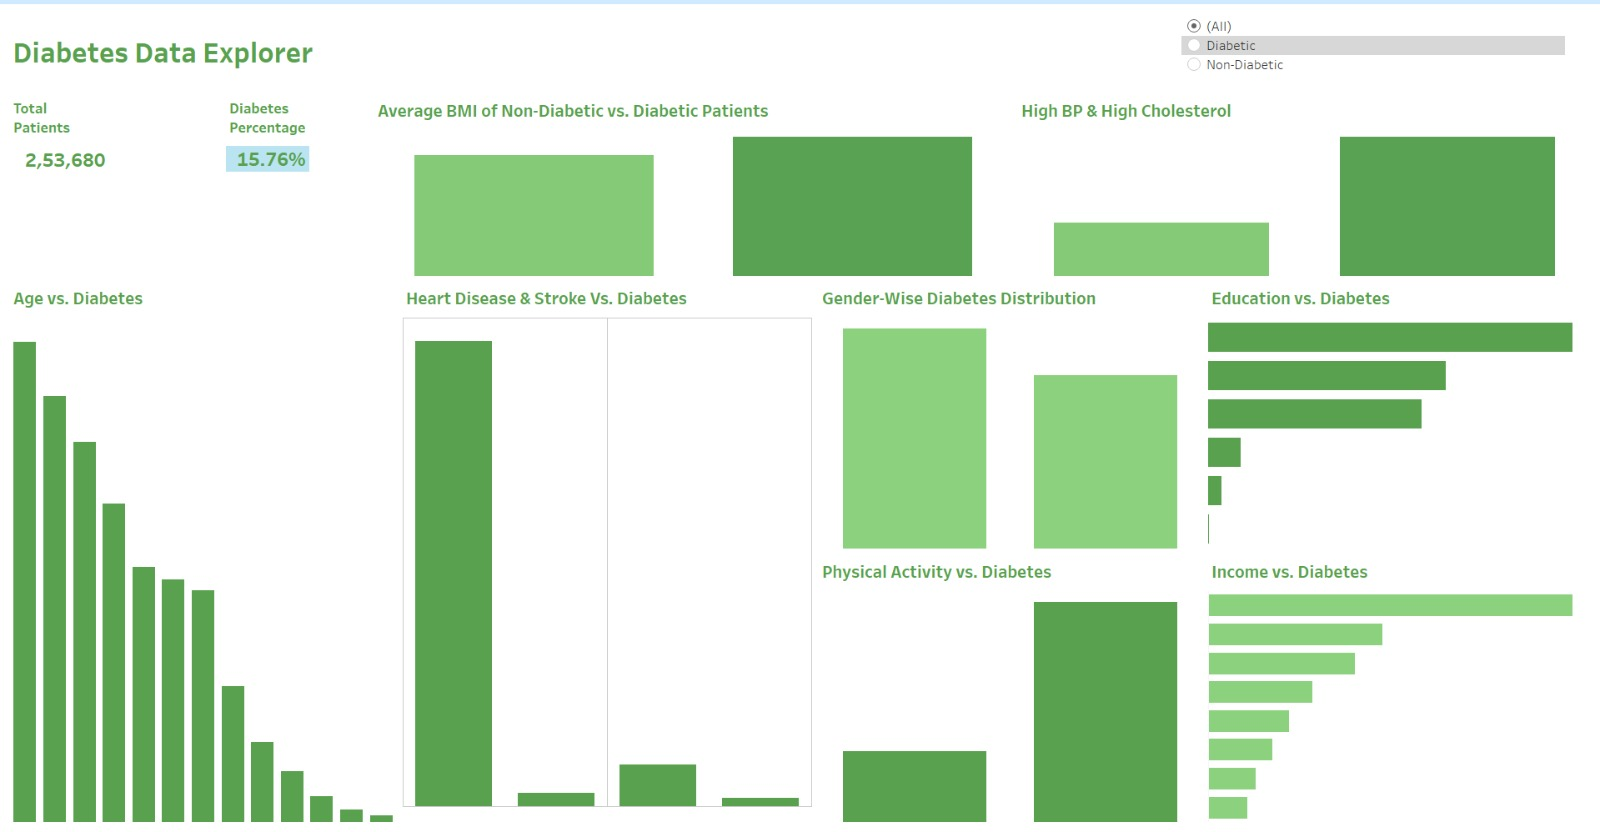 (All)
Diabetic
Non-Diabetic
Diabetes Data Explorer
Total
Patients
2,53,680
Diabetes
Percentage
15.76%
Average BMI of Non-Diabetic vs. Diabetic Patients
High BP & High Cholesterol
Age vs. Diabetes
Heart Disease & Stroke Vs. Diabetes
Gender-Wise Diabetes Distribution
Education vs. Diabetes
Physical Activity vs. Diabetes
Income vs. Diabetes